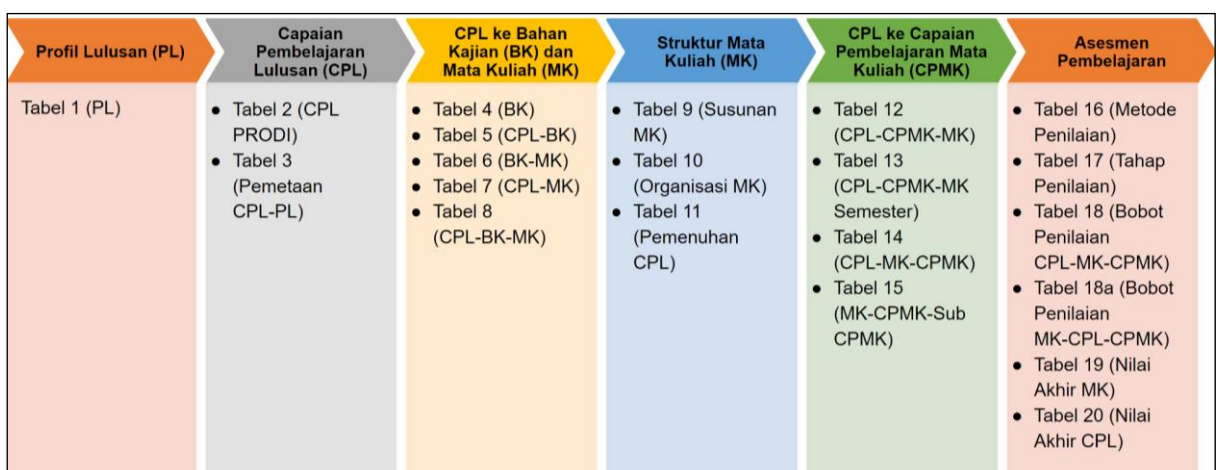 Profil Lulusan (PL)
Tabel 1 (PL)
Capaian
Pembelajaran
Lulusan (CPL)
● Tabel 2 (CPL
PRODI)
● Tabel 3
(Pemetaan
CPL-PL)
CPL ke Bahan
Kajian (BK) dan
Mata Kuliah (MK)
● Tabel 4 (BK)
● Tabel 5 (CPL-BK)
● Tabel 6 (BK-MK)
● Tabel 7 (CPL-MK)
● Tabel 8
(CPL-BK-MK)
Struktur Mata
Kuliah (MK)
● Tabel 9 (Susunan
MK)
● Tabel 10
(Organisasi MK)
● Tabel 11
(Pemenuhan
CPL)
CPL ke Capaian
Pembelajaran Mata
Kuliah (CPMK)
● Tabel 12
(CPL-CPMK-MK)
● Tabel 13
(CPL-CPMK-MK
Semester)
● Tabel 14
(CPL-MK-CPMK)
● Tabel 15
(MK-CPMK-Sub
CPMK)
Asesmen
Pembelajaran
● Tabel 16 (Metode
Penilaian)
● Tabel 17 (Tahap
Penilaian)
● Tabel 18 (Bobot
Penilaian
CPL-MK-CPMK)
● Tabel 18a (Bobot
Penilaian
MK-CPL-CPMK)
● Tabel 19 (Nilai
Akhir MK)
● Tabel 20 (Nilai
Akhir CPL)